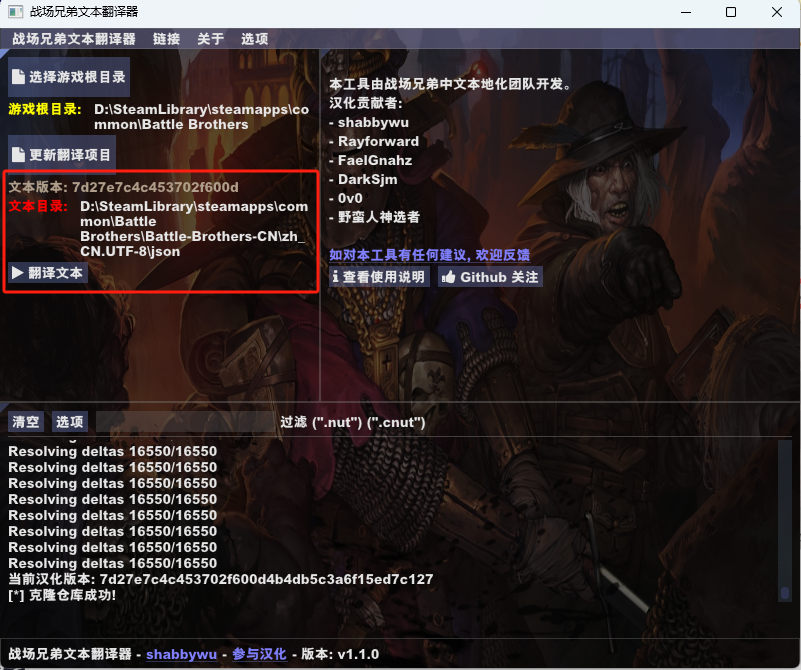 战场兄弟文本翻译器
战场兄弟文本翻译器 链接 关于 选项
选择游戏根目录
游戏根目录: D:\SteamLibrary\steamapps\co
mmon\Battle Brothers
更新翻译项目
文本版本: 7d27e7c4c453702f600d
文本目录: D:\SteamLibrary\steamapps\com
mon\Battle
Brothers\Battle-Brothers-CN\zh_
CN.UTF-8\json
翻译文本
本工具由战场兄弟中文本地化团队开发。
汉化贡献者:
- shabbywu
- Rayforward
- FaelGnahz
- DarkSjm
- 0v0
- 野蛮人神选者
如对本工具有任何建议, 欢迎反馈
查看使用说明 Github 关注
清空 选项 过滤 (".nut") (".cnut")
Resolving deltas 16550/16550
Resolving deltas 16550/16550
Resolving deltas 16550/16550
Resolving deltas 16550/16550
Resolving deltas 16550/16550
Resolving deltas 16550/16550
Resolving deltas 16550/16550
Resolving deltas 16550/16550
当前汉化版本: 7d27e7c4c453702f600d4b4db5c3a6f15ed7c127
[*] 克隆仓库成功!
战场兄弟文本翻译器 - shabbywu - 参与汉化 - 版本: v1.1.0